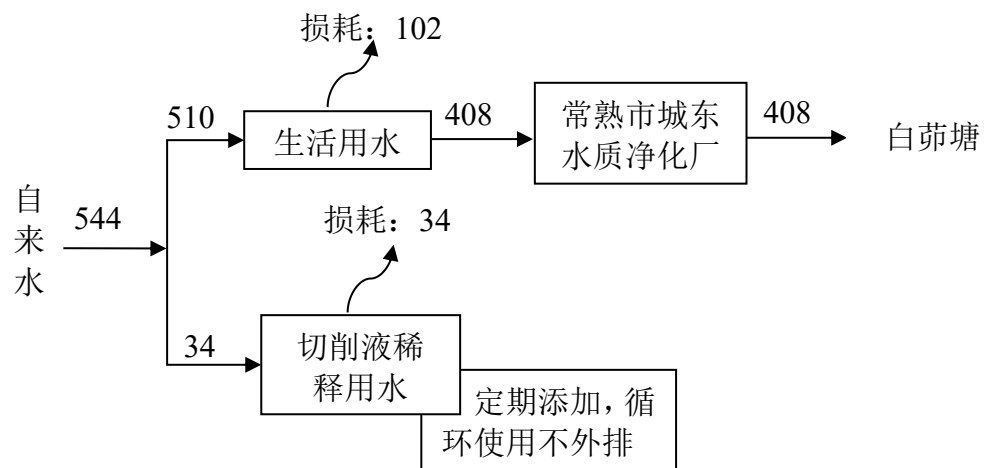 损耗：102
510
生活用水
408
常熟市城东
水质净化厂
408
白茆塘
自
来
水
544
损耗：34
34
切削液稀
释用水
定期添加，循
环使用不外排